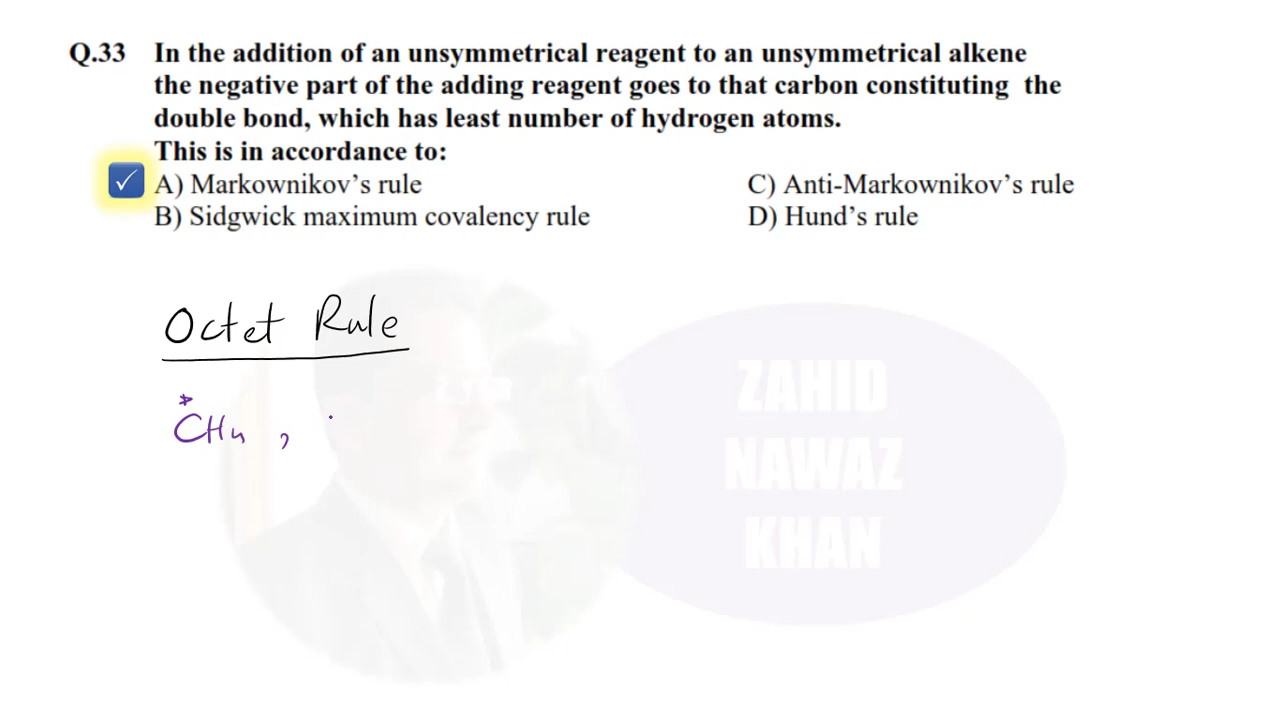 Q.33 In the addition of an unsymmetrical reagent to an unsymmetrical alkene
the negative part of the adding reagent goes to that carbon constituting the
double bond, which has least number of hydrogen atoms.
This is in accordance to:
A) Markownikov's rule C) Anti-Markownikov's rule
B) Sidgwick maximum covalency rule D) Hund's rule
Octet Rule
*
CH4 ,
ZAHID
NAWAZ
KHAN